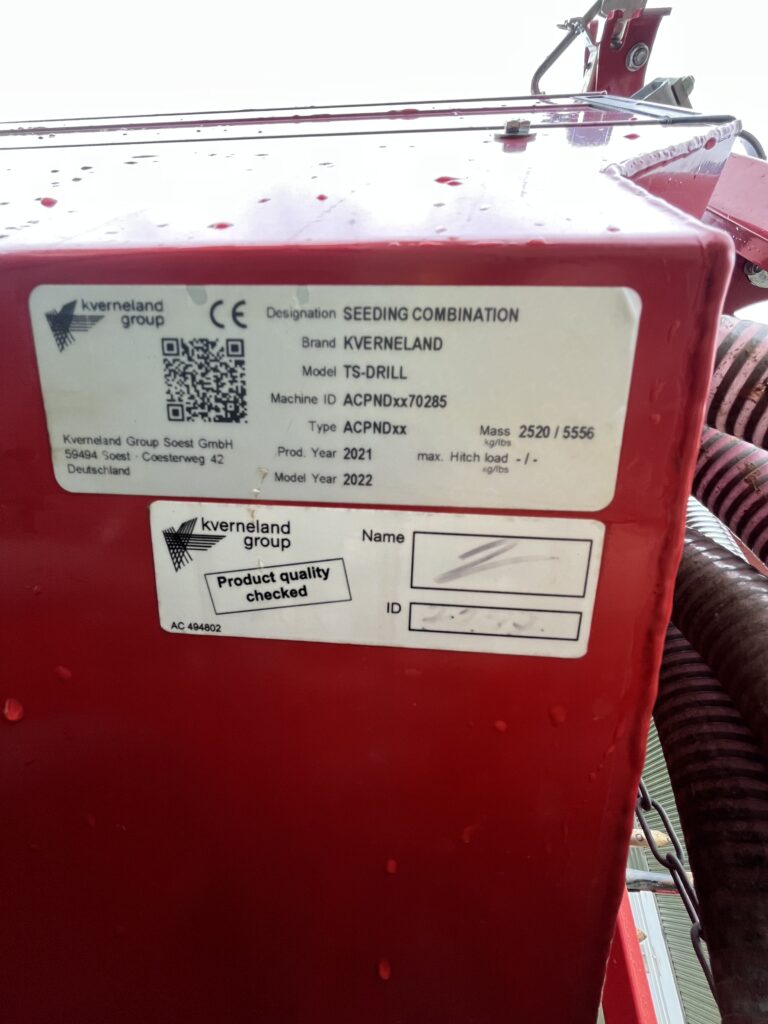 kverneland
group
CE
Designation SEEDING COMBINATION
Brand KVERNELAND
Model TS-DRILL
Machine ID ACPNDxx70285
Type ACPNDxx
Mass 2520 / 5556
kg/lbs
Prod. Year 2021
max. Hitch load - / -
kg/lbs
Model Year 2022
Kverneland Group Soest GmbH
59494 Soest · Coesterweg 42
Deutschland
kverneland
group
Product quality
checked
AC 494802
Name
ID